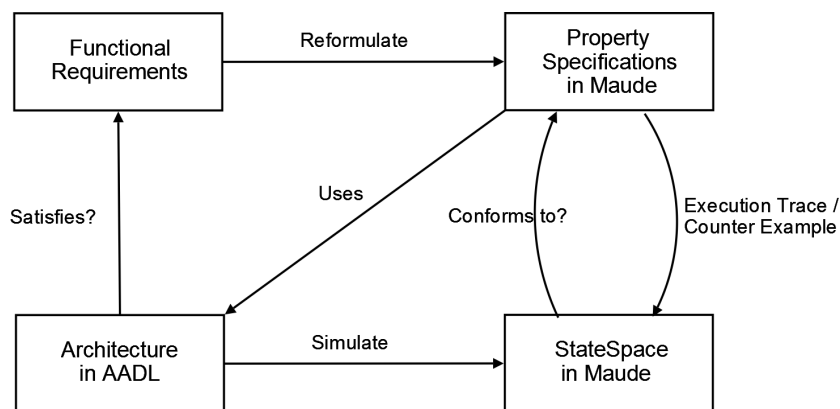 Functional
Requirements
Reformulate
Property
Specifications
in Maude
Satisfies?
Uses
Conforms to?
Execution Trace /
Counter Example
Architecture
in AADL
Simulate
StateSpace
in Maude